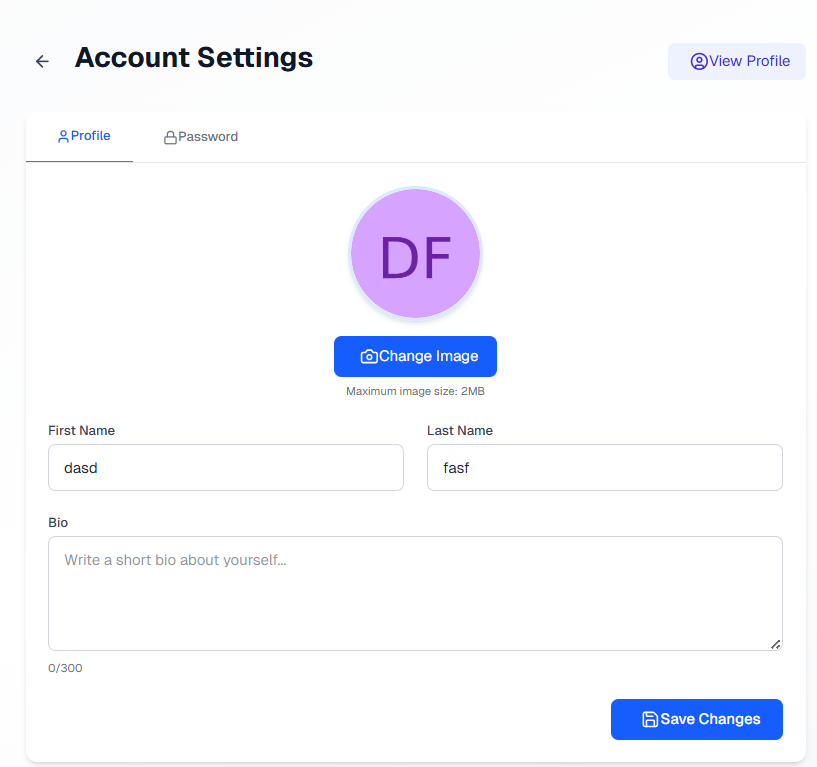 Account Settings
View Profile
Profile
Password
DF
Change Image
Maximum image size: 2MB
First Name
Last Name
dasd
fasf
Bio
Write a short bio about yourself...
0/300
Save Changes